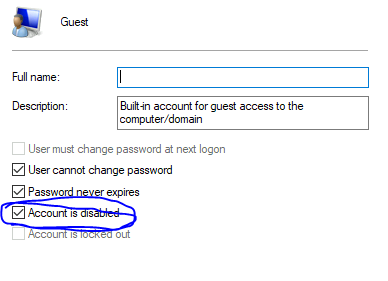 Guest
Full name:
Description:
Built-in account for guest access to the
computer/domain
User must change password at next logon
User cannot change password
Password never expires
Account is disabled
Account is locked out